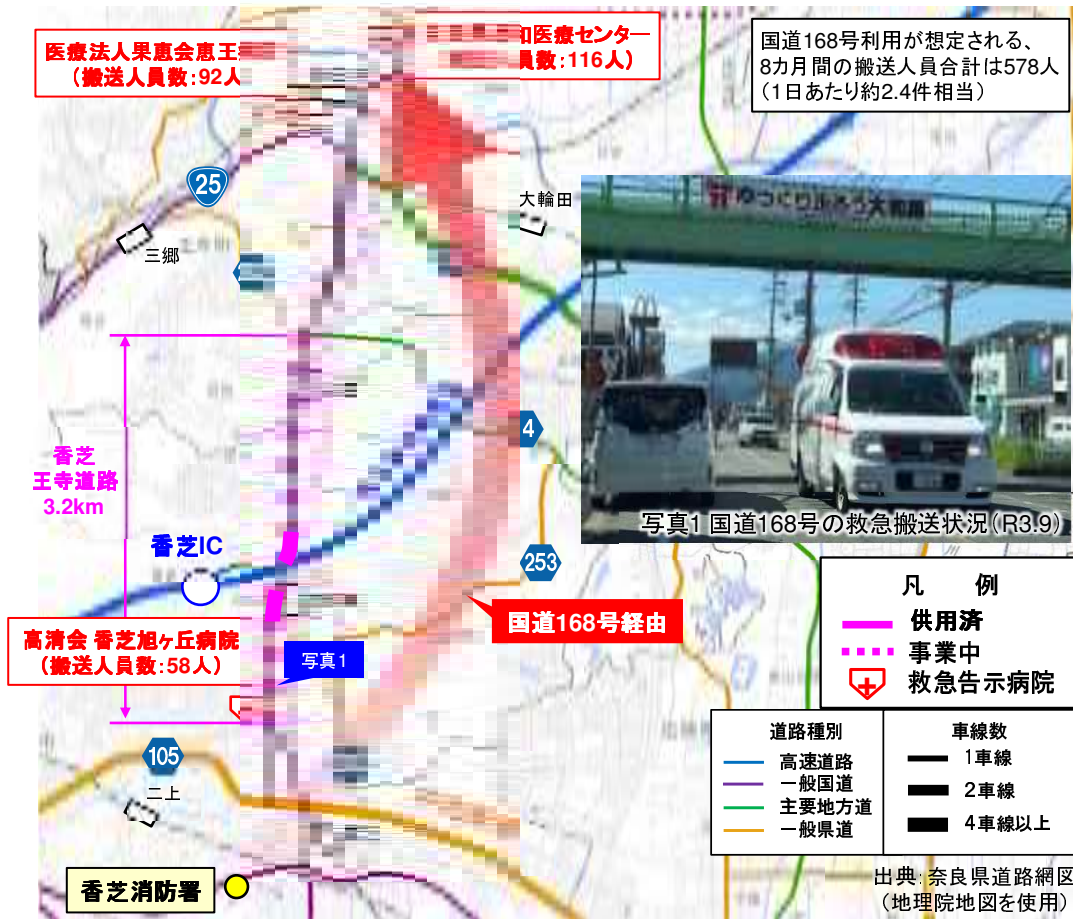 医療法人果恵会恵王
(搬送人員数:92人
和医療センター
員数:116人)
国道168号利用が想定される、
8カ月間の搬送人員合計は578人
(1日あたり約2.4件相当)
25
大輪田
三郷
ゆっくり走ろう大和路
香芝
王寺道路
3.2km
4
写真1 国道168号の救急搬送状況(R3.9)
香芝IC
253
国道168号経由
高清会 香芝旭ヶ丘病院
(搬送人員数:58人)
写真1
凡 例
供用済
事業中
救急告示病院
105
二上
道路種別
高速道路
一般国道
主要地方道
一般県道
車線数
1車線
2車線
4車線以上
香芝消防署
出典:奈良県道路網図
(地理院地図を使用)